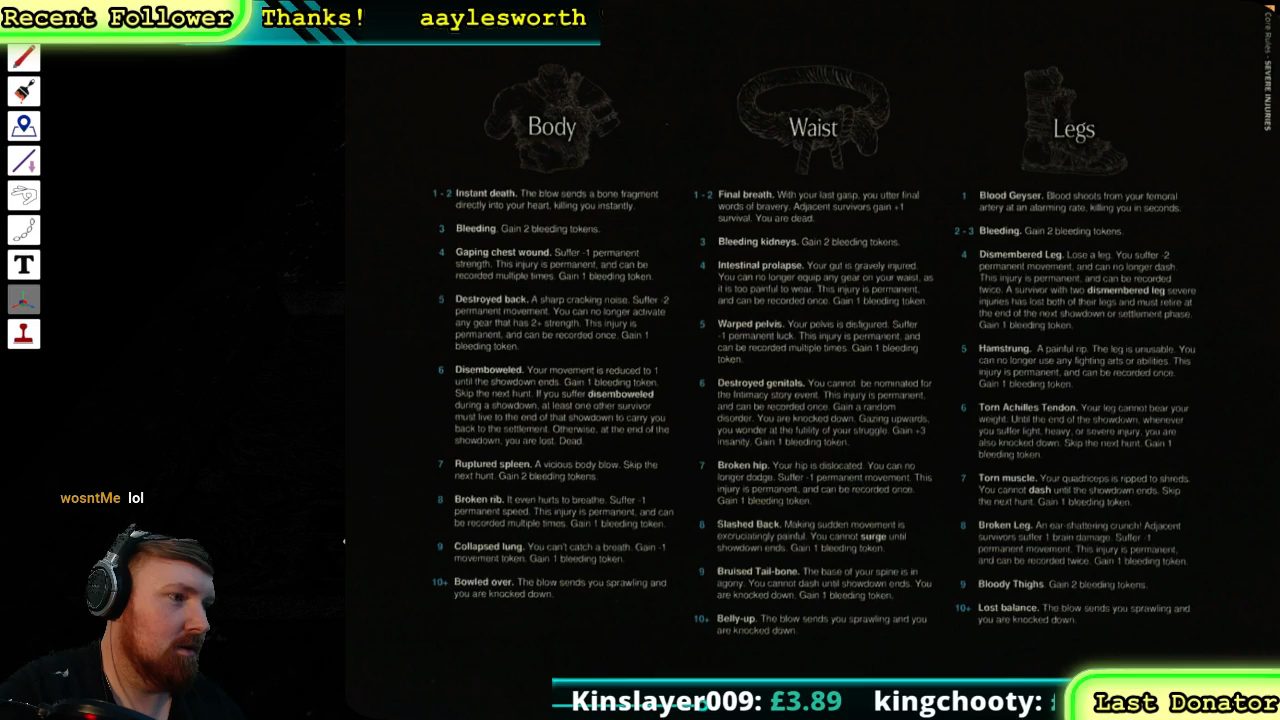 Recent Follower
Thanks! aaylesworth
Core Rules - SEVERE INJURIES
Body
1 - 2 Instant death. The blow sends a bone fragment
directly into your heart, killing you instantly.
3 Bleeding. Gain 2 bleeding tokens.
4 Gaping chest wound. Suffer -1 permanent
strength. This injury is permanent, and can be
recorded multiple times. Gain 1 bleeding token.
5 Destroyed back. A sharp cracking noise. Suffer -2
permanent movement. You can no longer activate
any gear that has 2+ strength. This injury is
permanent, and can be recorded once. Gain 1
bleeding token.
6 Disemboweled. Your movement is reduced to 1
until the showdown ends. Gain 1 bleeding token.
Skip the next hunt. If you suffer disemboweled
during a showdown, at least one other survivor
must live to the end of that showdown to carry you
back to the settlement. Otherwise, at the end of the
showdown, you are lost. Dead.
7 Ruptured spleen. A vicious body blow. Skip the
next hunt. Gain 2 bleeding tokens.
8 Broken rib. It even hurts to breathe. Suffer -1
permanent speed. This injury is permanent, and can
be recorded multiple times. Gain 1 bleeding token.
9 Collapsed lung. You can't catch a breath. Gain -1
movement token. Gain 1 bleeding token.
10+ Bowled over. The blow sends you sprawling and
you are knocked down.
Waist
1 - 2 Final breath. With your last gasp, you utter final
words of bravery. Adjacent survivors gain +1
survival. You are dead.
3 Bleeding kidneys. Gain 2 bleeding tokens.
4 Intestinal prolapse. Your gut is gravely injured.
You can no longer equip any gear on your waist, as
it is too painful to wear. This injury is permanent,
and can be recorded once. Gain 1 bleeding token.
5 Warped pelvis. Your pelvis is disfigured. Suffer
-1 permanent luck. This injury is permanent, and
can be recorded multiple times. Gain 1 bleeding
token.
6 Destroyed genitals. You cannot be nominated for
the Intimacy story event. This injury is permanent,
and can be recorded once. Gain a random
disorder. You are knocked down. Gazing upwards,
you wonder at the futility of your struggle. Gain +3
insanity. Gain 1 bleeding token.
7 Broken hip. Your hip is dislocated. You can no
longer dodge. Suffer -1 permanent movement. This
injury is permanent, and can be recorded once.
Gain 1 bleeding token.
8 Slashed Back. Making sudden movement is
excruciatingly painful. You cannot surge until
showdown ends. Gain 1 bleeding token.
9 Bruised Tail-bone. The base of your spine is in
agony. You cannot dash until showdown ends. You
are knocked down. Gain 1 bleeding token.
10+ Belly-up. The blow sends you sprawling and you
are knocked down.
Legs
1 Blood Geyser. Blood shoots from your femoral
artery at an alarming rate, killing you in seconds.
2 - 3 Bleeding. Gain 2 bleeding tokens.
4 Dismembered Leg. Lose a leg. You suffer -2
permanent movement, and can no longer dash.
This injury is permanent, and can be recorded
twice. A survivor with two dismembered leg severe
injuries has lost both of their legs and must retire at
the end of the next showdown or settlement phase.
Gain 1 bleeding token.
5 Hamstrung. A painful rip. The leg is unusable. You
can no longer use any fighting arts or abilities. This
injury is permanent, and can be recorded once.
Gain 1 bleeding token.
6 Torn Achilles Tendon. Your leg cannot bear your
weight. Until the end of the showdown, whenever
you suffer light, heavy, or severe injury, you are
also knocked down. Skip the next hunt. Gain 1
bleeding token.
7 Torn muscle. Your quadriceps is ripped to shreds.
You cannot dash until the showdown ends. Skip
the next hunt. Gain 1 bleeding token.
8 Broken Leg. An ear-shattering crunch! Adjacent
survivors suffer 1 brain damage. Suffer -1
permanent movement. This injury is permanent,
and can be recorded twice. Gain 1 bleeding token.
9 Bloody Thighs. Gain 2 bleeding tokens.
10+ Lost balance. The blow sends you sprawling and
you are knocked down.
T
wosntMe lol
Kinslayer009: £3.89 kingchooty: £
Last Donator